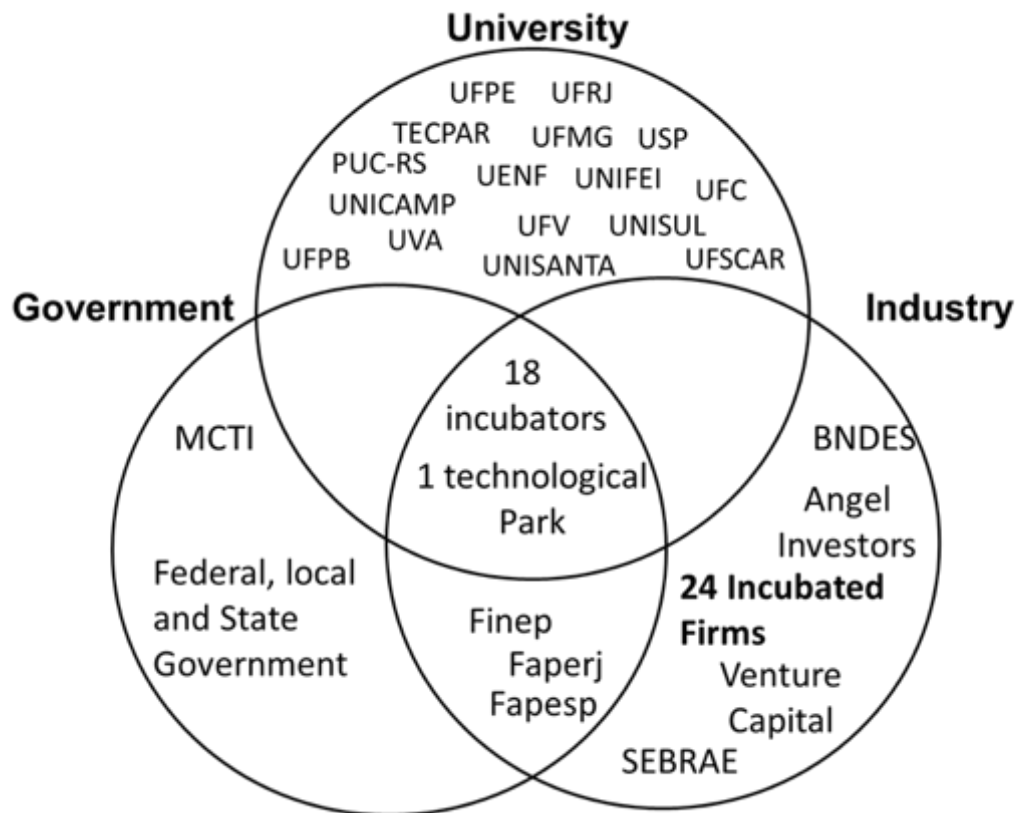 University
UFPE UFRJ
TECPAR UFMG USP
PUC-RS UENF UNIFEI UFC
UNICAMP UFV UNISUL
UVA
UFPB UNISANTA UFSCAR
Government
Industry
18
incubators
1 technological
Park
MCTI
Federal, local
and State
Government
Finep
Faperj
Fapesp
BNDES
Angel
Investors
24 Incubated
Firms
Venture
Capital
SEBRAE